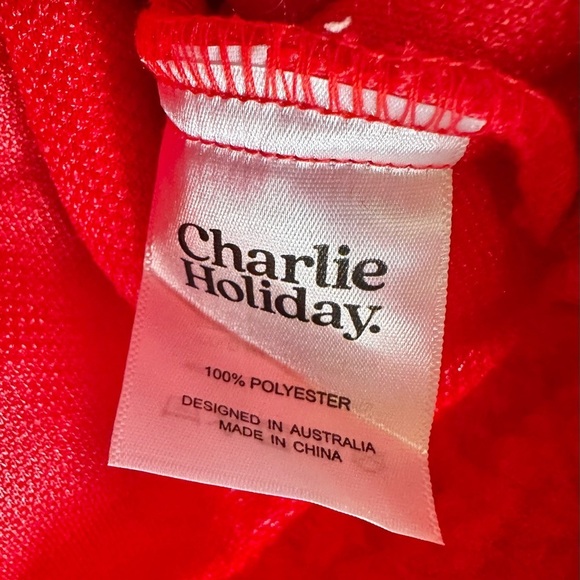 Charlie
Holiday.
100% POLYESTER
DESIGNED IN AUSTRALIA
MADE IN CHINA